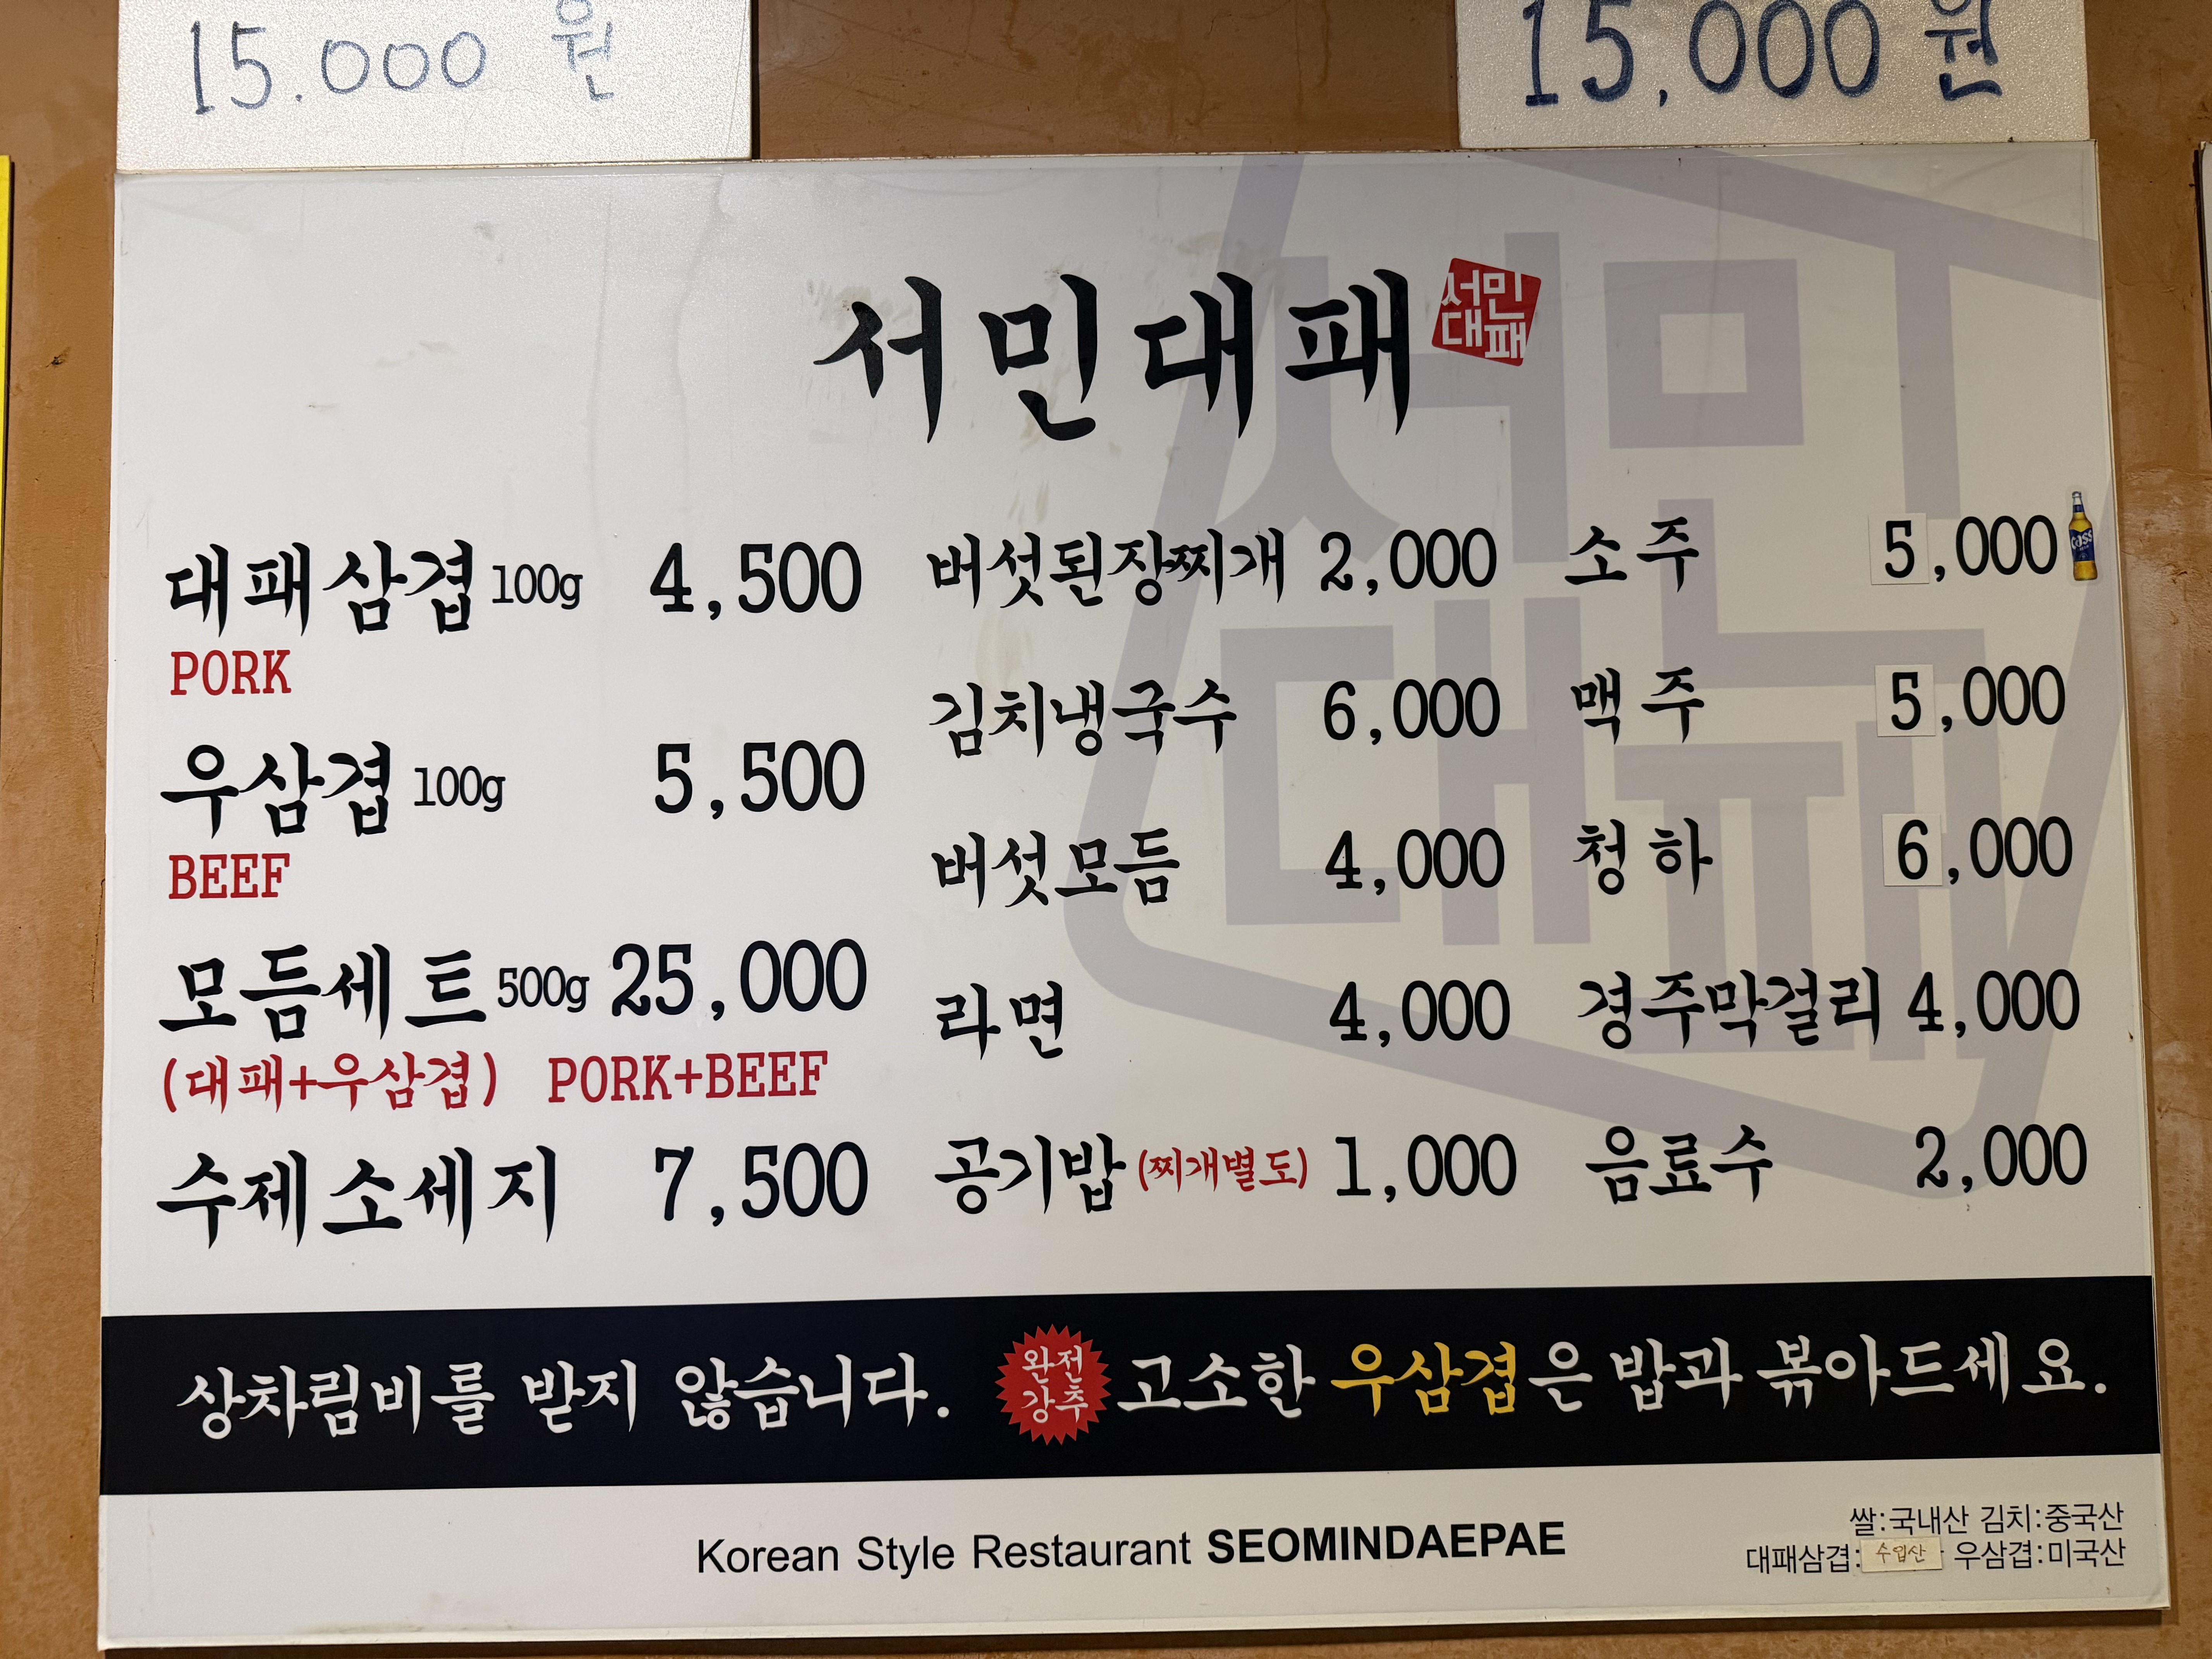 15.000 원
15,000 원
서민대패
서민
대패
대패삼겹 100g 4,500
PORK
우삼겹 100g 5,500
BEEF
모듬세트 500g 25,000
(대패+우삼겹) PORK+BEEF
수제소세지 7,500
버섯된장찌개 2,000
김치냉국수 6,000
버섯모듬 4,000
라면 4,000
공기밥 (찌개별도) 1,000
소주 5,000
Cass
맥주 5,000
청하 6,000
경주막걸리 4,000
음료수 2,000
상차림비를 받지 않습니다.
완전
강추
고소한 우삼겹은 밥과 볶아드세요.
Korean Style Restaurant SEOMINDAEPAE
쌀:국내산 김치:중국산
대패삼겹: 수입산 우삼겹:미국산
서민
대패